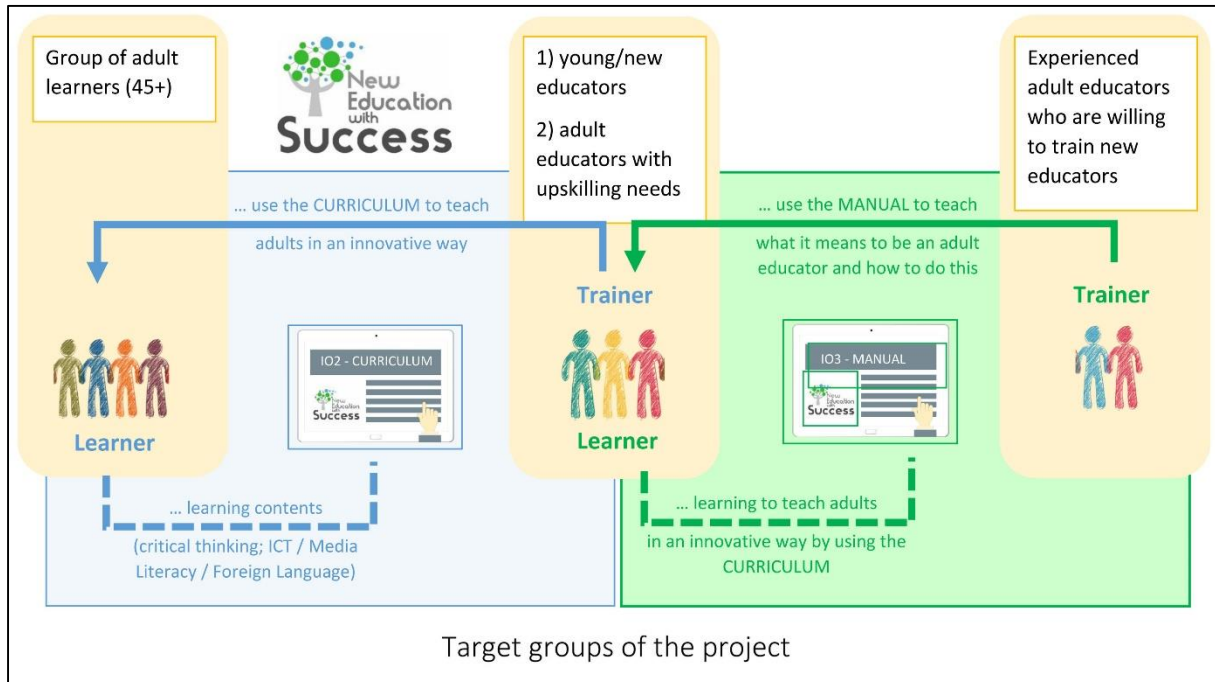 Group of adult
learners (45+)
New
Education
with
Success
1) young/new
educators
2) adult
educators with
upskilling needs
Experienced
adult educators
who are willing
to train new
educators
... use the CURRICULUM to teach
adults in an innovative way
... use the MANUAL to teach
what it means to be an adult
educator and how to do this
Trainer
Trainer
IO2 - CURRICULUM
New
Education
with
Success
IO3 - MANUAL
New
Education
with
Success
Learner
Learner
... learning contents
(critical thinking; ICT / Media
Literacy / Foreign Language)
... learning to teach adults
in an innovative way by using the
CURRICULUM
Target groups of the project